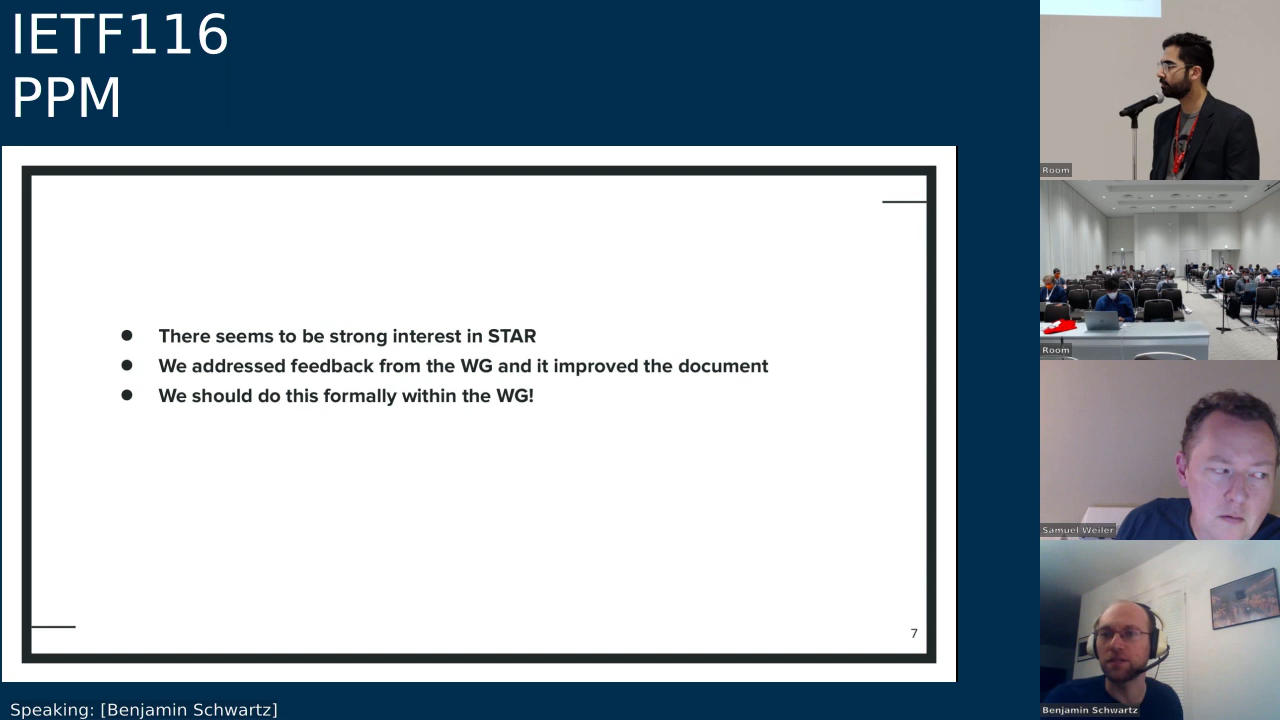 IETF116
PPM
There seems to be strong interest in STAR
We addressed feedback from the WG and it improved the document
We should do this formally within the WG!
7
Speaking: [Benjamin Schwartz]
Room
Room
Samuel Weiler
Benjamin Schwartz